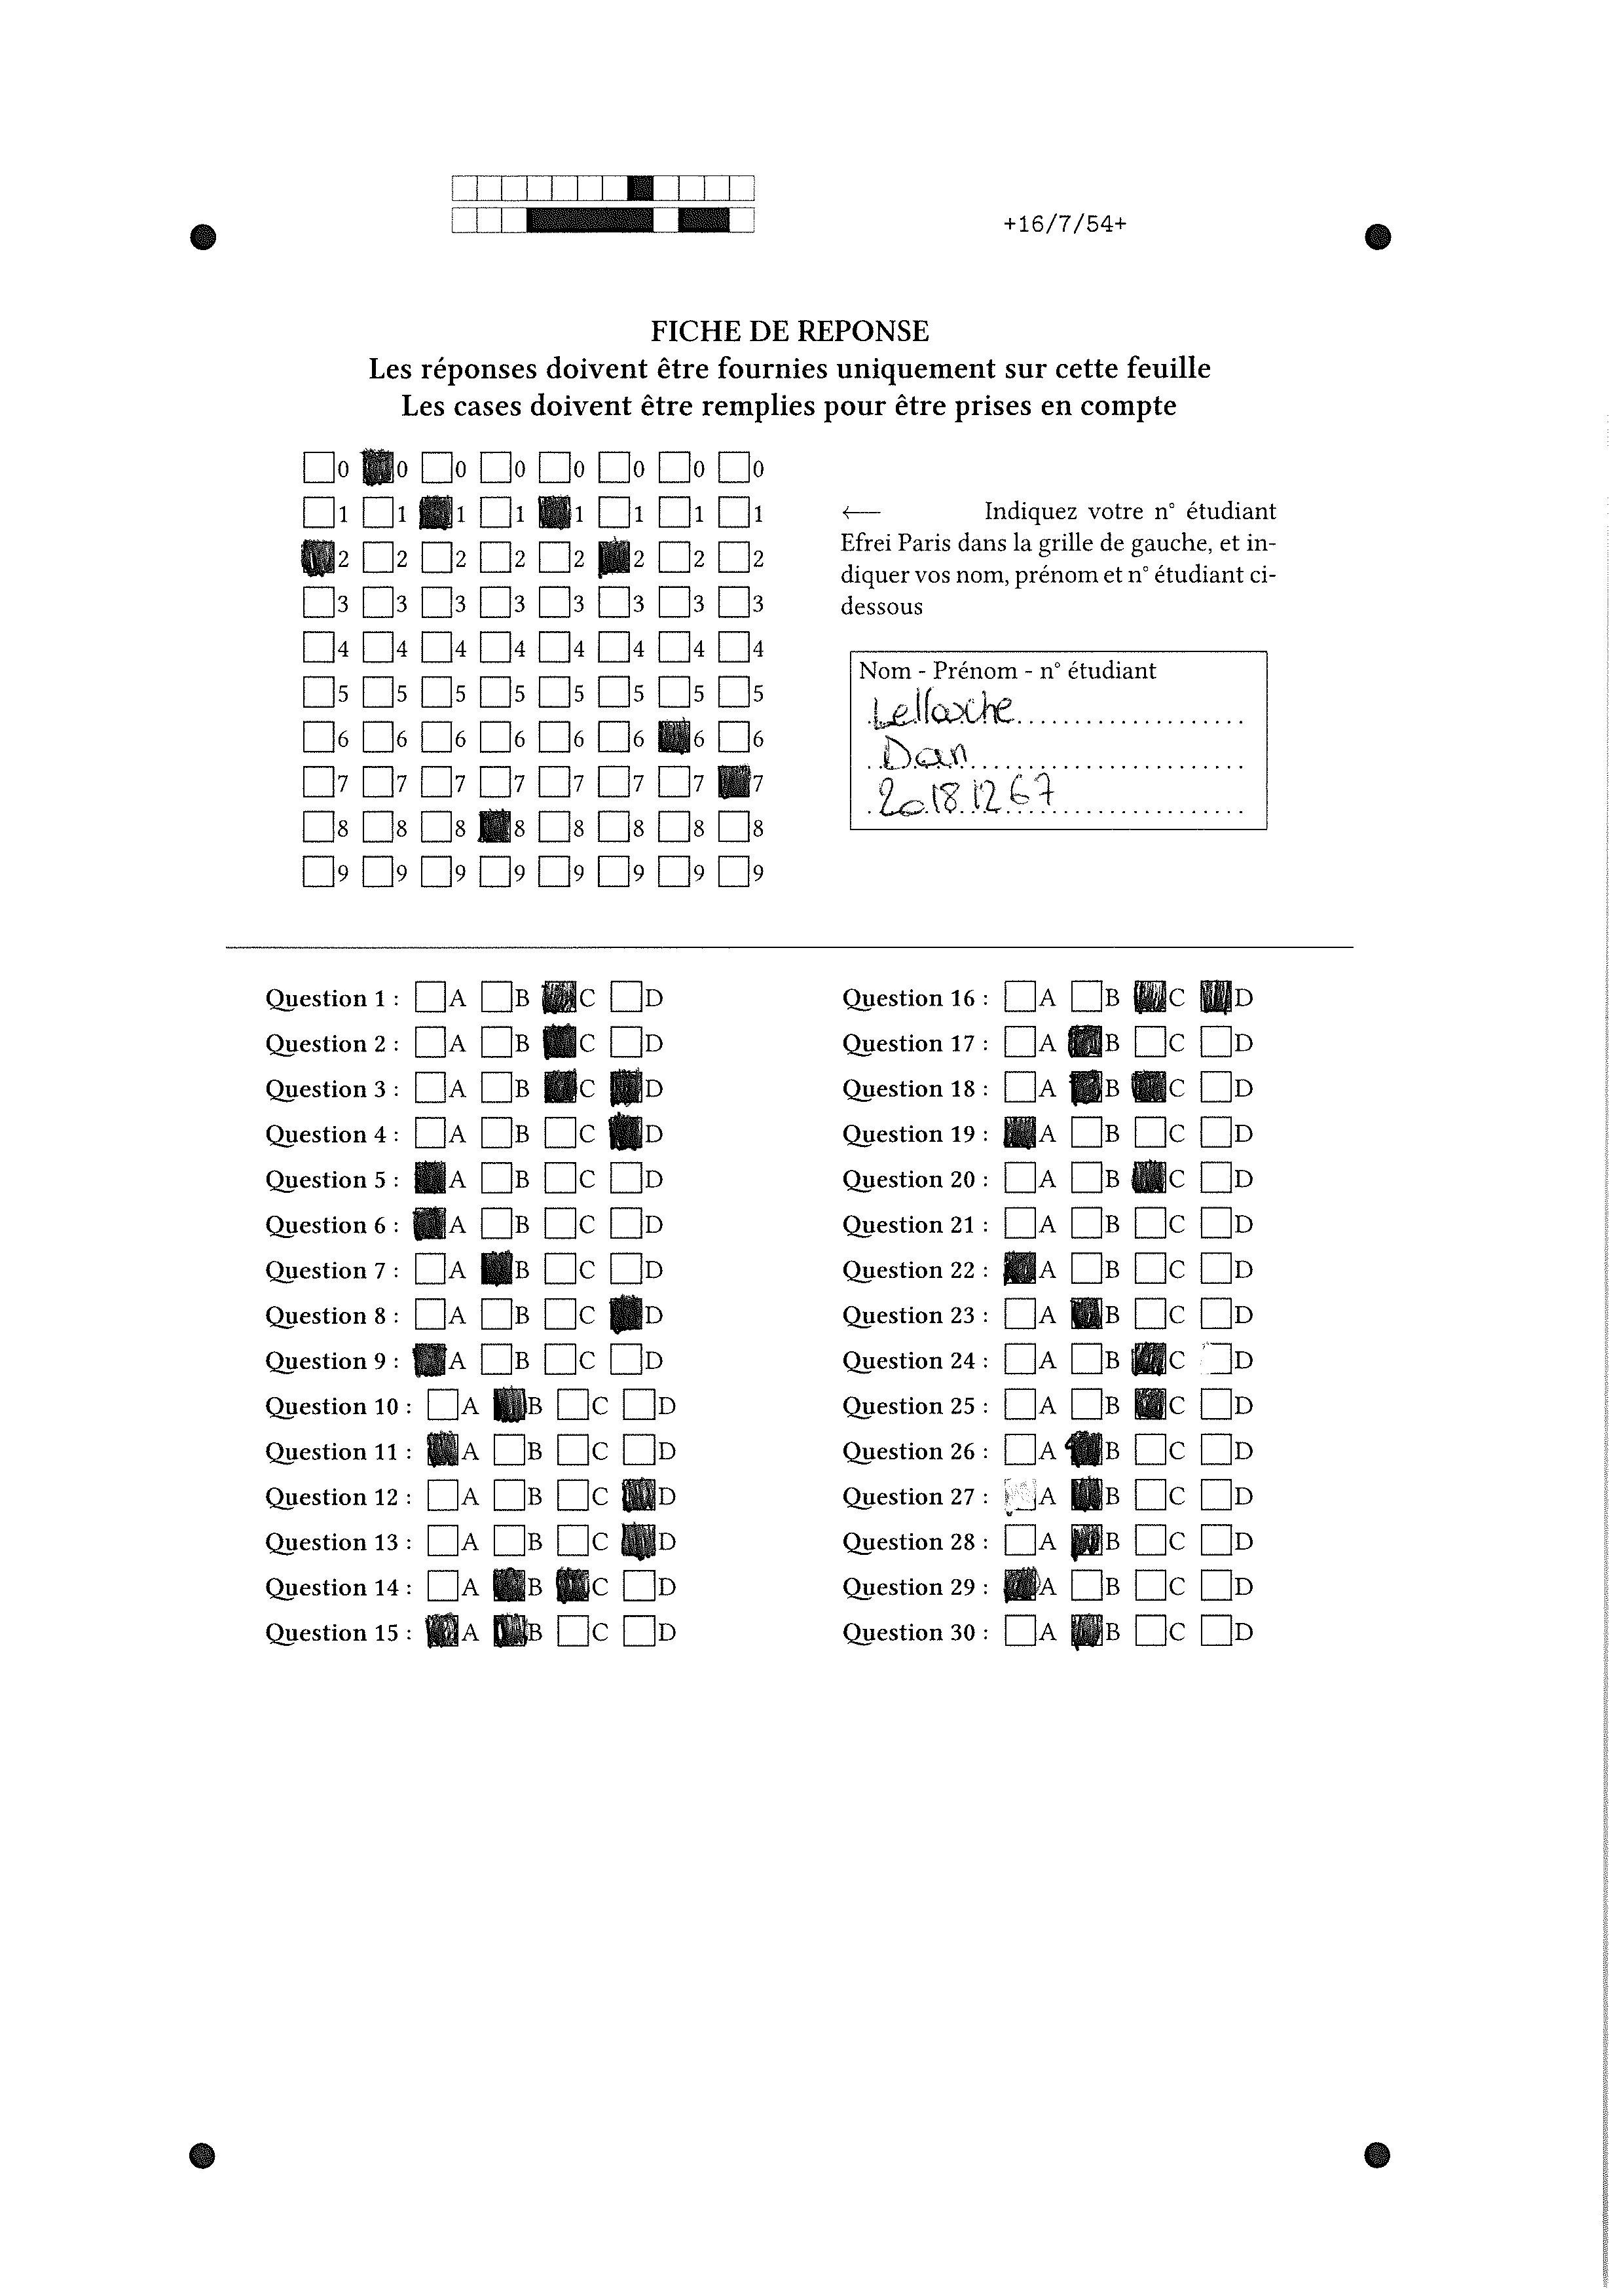 +16/7/54+
FICHE DE REPONSE
Les réponses doivent être fournies uniquement sur cette feuille
Les cases doivent être remplies pour être prises en compte
0 0 0 0 0 0 0 0
1 1 1 1 1 1 1 1
2 2 2 2 2 2 2 2
3 3 3 3 3 3 3 3
4 4 4 4 4 4 4 4
5 5 5 5 5 5 5 5
6 6 6 6 6 6 6 6
7 7 7 7 7 7 7 7
8 8 8 8 8 8 8 8
9 9 9 9 9 9 9 9
← Indiquez votre n° étudiant
Efrei Paris dans la grille de gauche, et in-
diquer vos nom, prénom et n° étudiant ci-
dessous
Nom - Prénom - n° étudiant
Lellouche
Dan
20181267
Question 1 : A B C D
Question 2 : A B C D
Question 3 : A B C D
Question 4 : A B C D
Question 5 : A B C D
Question 6 : A B C D
Question 7 : A B C D
Question 8 : A B C D
Question 9 : A B C D
Question 10 : A B C D
Question 11 : A B C D
Question 12 : A B C D
Question 13 : A B C D
Question 14 : A B C D
Question 15 : A B C D
Question 16 : A B C D
Question 17 : A B C D
Question 18 : A B C D
Question 19 : A B C D
Question 20 : A B C D
Question 21 : A B C D
Question 22 : A B C D
Question 23 : A B C D
Question 24 : A B C D
Question 25 : A B C D
Question 26 : A B C D
Question 27 : A B C D
Question 28 : A B C D
Question 29 : A B C D
Question 30 : A B C D